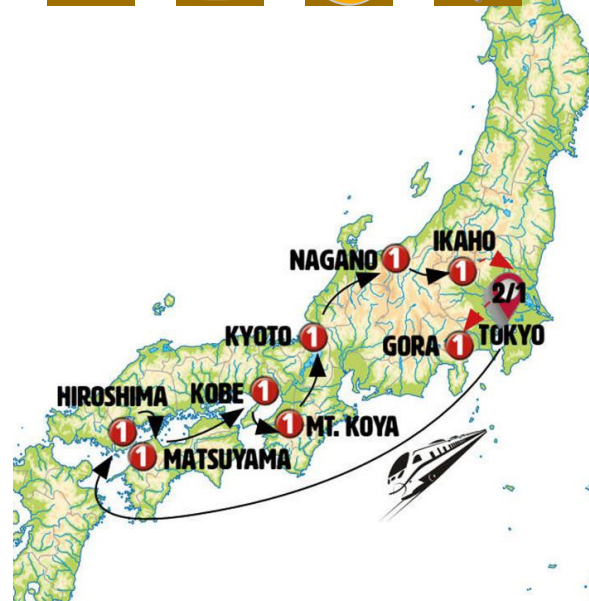 IKAHO
1
NAGANO 1
2/1
TOKYO
GORA 1
KYOTO 1
KOBE 1
HIROSHIMA
1
MT. KOYA
1
1 MATSUYAMA